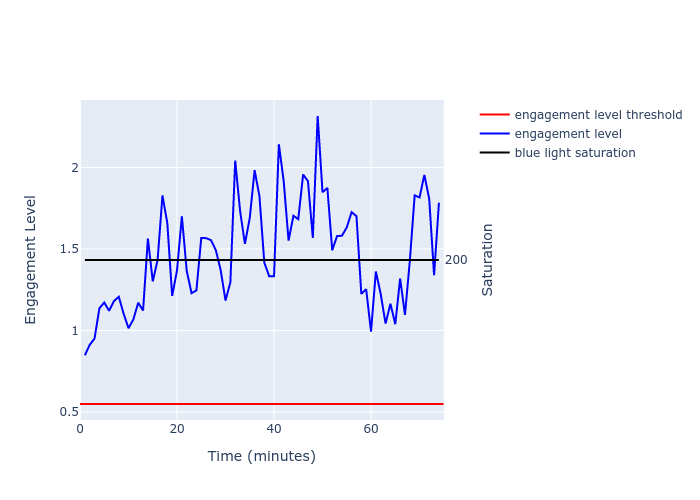 engagement level threshold
engagement level
blue light saturation
2
1.5
1
0.5
0
20
40
60
200
Engagement Level
Saturation
Time (minutes)